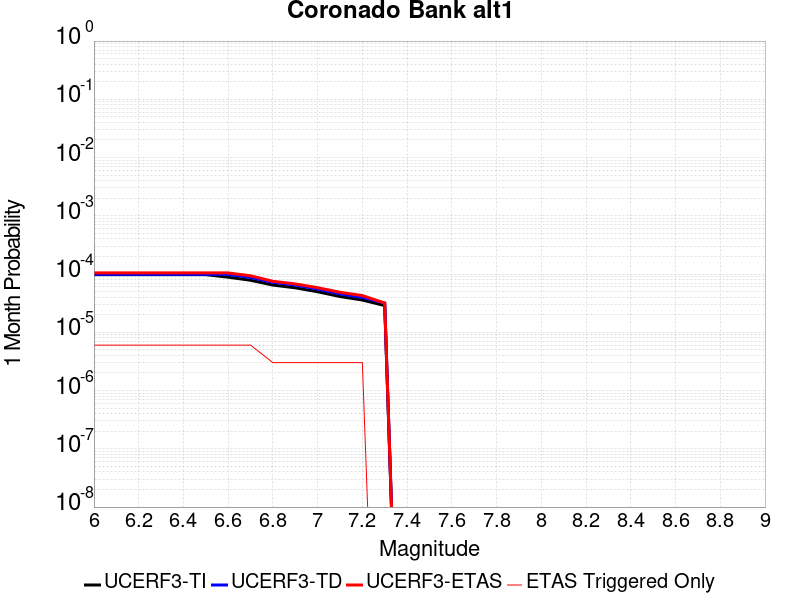 Coronado Bank alt1
10^0
10^-1
10^-2
10^-3
10^-4
10^-5
10^-6
10^-7
10^-8
1 Month Probability
6 6.2 6.4 6.6 6.8 7 7.2 7.4 7.6 7.8 8 8.2 8.4 8.6 8.8 9
Magnitude
UCERF3-TI UCERF3-TD UCERF3-ETAS ETAS Triggered Only